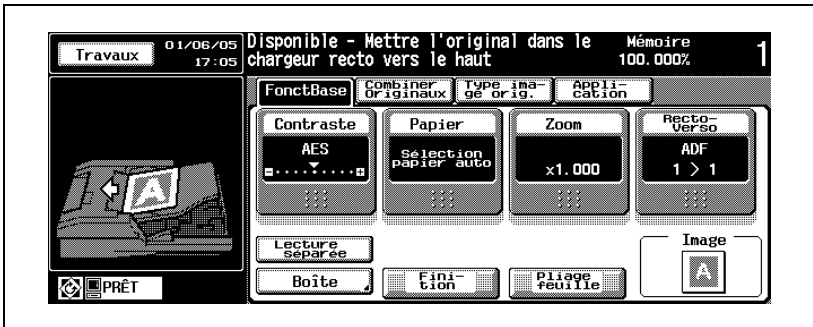 Travaux
01/06/05
17:05
Disponible - Mettre l'original dans le
chargeur recto vers le haut
Mémoire
100.000%
1
FonctBase
Combiner
Originaux
Type ima-
ge orig.
Appli-
cation
Contraste
AES
Papier
Sélection
papier auto
Zoom
x1.000
Recto-
Verso
ADF
1 > 1
A
Lecture
séparée
Boîte
Fini-
tion
Pliage
feuille
Image
A
PRÊT